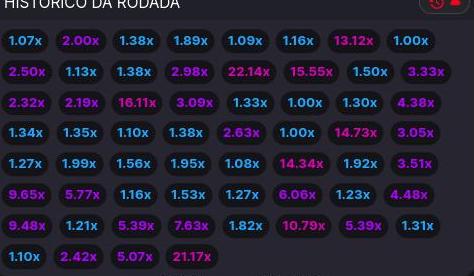 HISTÓRICO DA RODADA
1.07x 2.00x 1.38x 1.89x 1.09x 1.16x 13.12x 1.00x
2.50x 1.13x 1.38x 2.98x 22.14x 15.55x 1.50x 3.33x
2.32x 2.19x 16.11x 3.09x 1.33x 1.00x 1.30x 4.38x
1.34x 1.35x 1.10x 1.38x 2.63x 1.00x 14.73x 3.05x
1.27x 1.99x 1.56x 1.95x 1.08x 14.34x 1.92x 3.51x
9.65x 5.77x 1.16x 1.53x 1.27x 6.06x 1.23x 4.48x
9.48x 1.21x 5.39x 7.63x 1.82x 10.79x 5.39x 1.31x
1.10x 2.42x 5.07x 21.17x